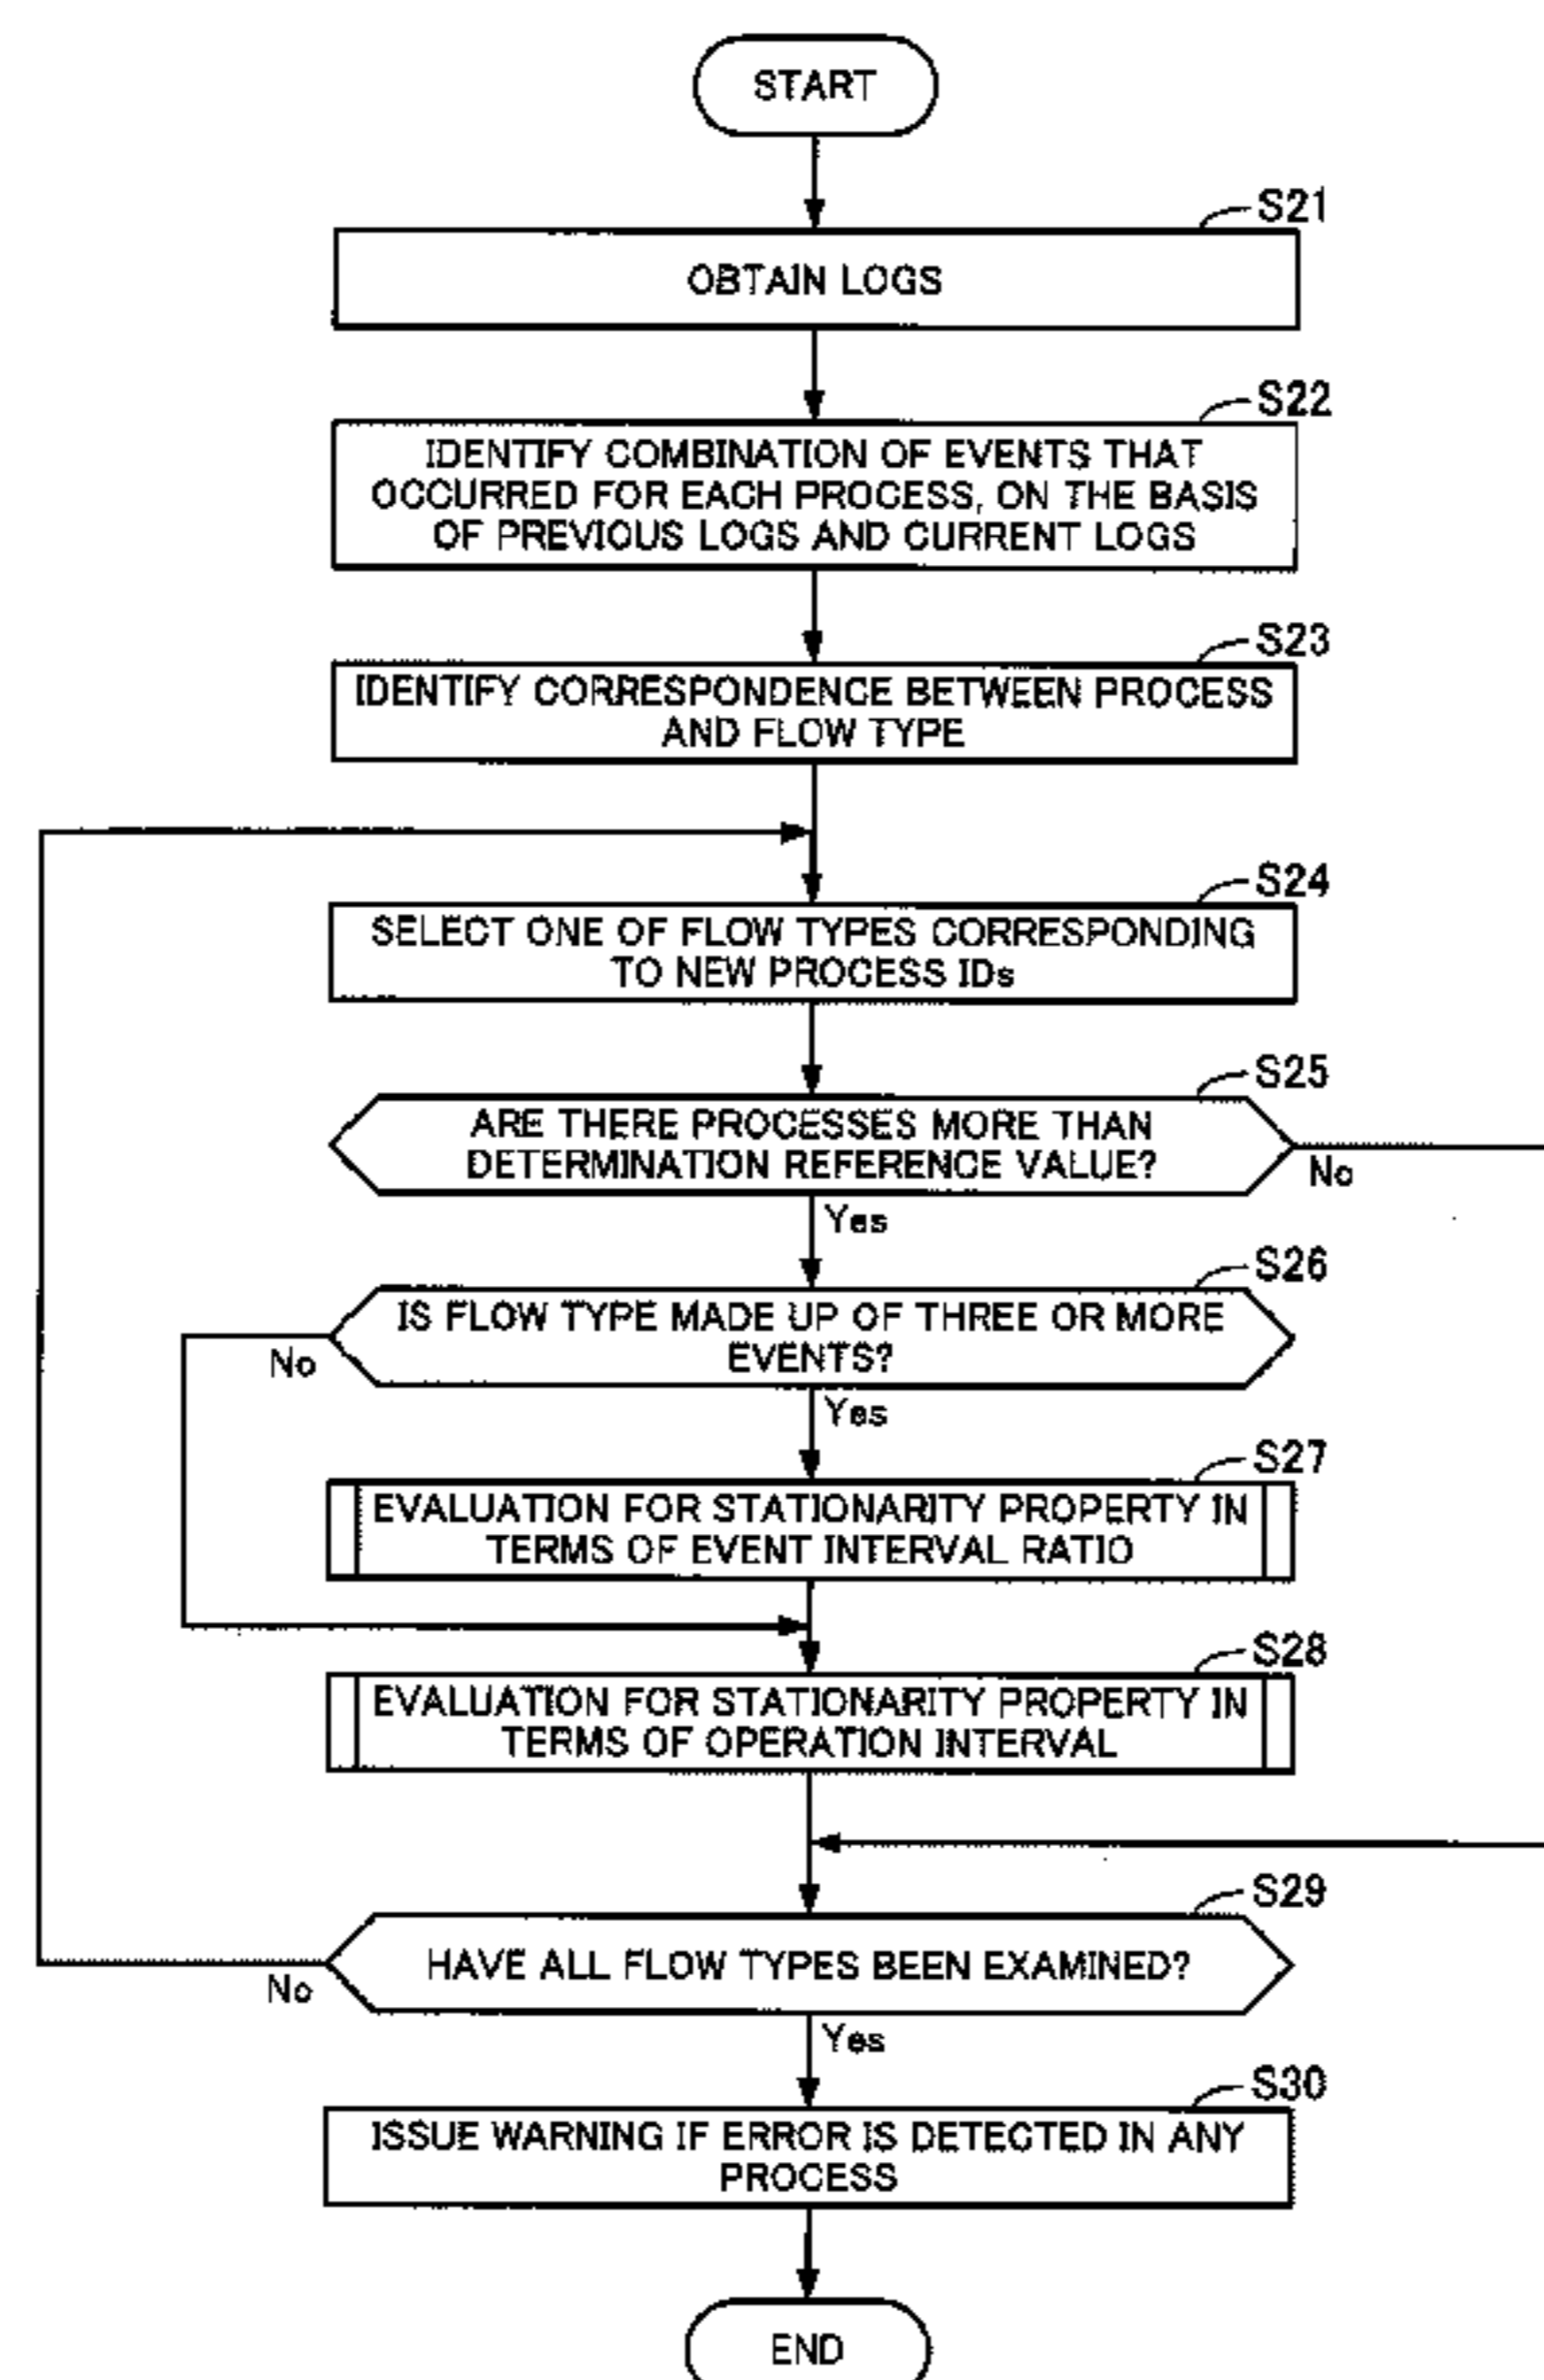 START
S21
OBTAIN LOGS
S22
IDENTIFY COMBINATION OF EVENTS THAT
OCCURRED FOR EACH PROCESS, ON THE BASIS
OF PREVIOUS LOGS AND CURRENT LOGS
S23
IDENTIFY CORRESPONDENCE BETWEEN PROCESS
AND FLOW TYPE
S24
SELECT ONE OF FLOW TYPES CORRESPONDING
TO NEW PROCESS IDs
S25
ARE THERE PROCESSES MORE THAN
DETERMINATION REFERENCE VALUE?
No
Yes
S26
IS FLOW TYPE MADE UP OF THREE OR MORE
EVENTS?
No
Yes
S27
EVALUATION FOR STATIONARITY PROPERTY IN
TERMS OF EVENT INTERVAL RATIO
S28
EVALUATION FOR STATIONARITY PROPERTY IN
TERMS OF OPERATION INTERVAL
S29
HAVE ALL FLOW TYPES BEEN EXAMINED?
No
Yes
S30
ISSUE WARNING IF ERROR IS DETECTED IN ANY
PROCESS
END